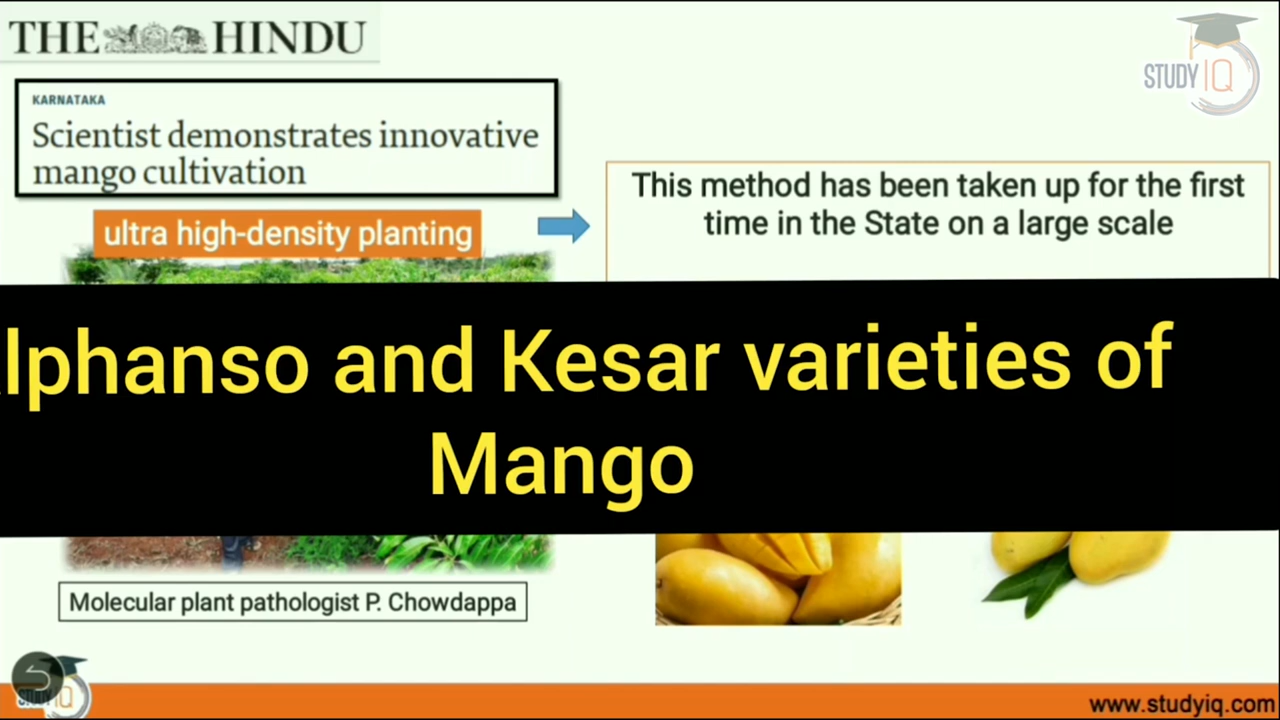 THE HINDU
STUDY IQ
KARNATAKA
Scientist demonstrates innovative
mango cultivation
ultra high-density planting
This method has been taken up for the first
time in the State on a large scale
lphanso and Kesar varieties of
Mango
Molecular plant pathologist P. Chowdappa
STUDY IQ
www.studyiq.com